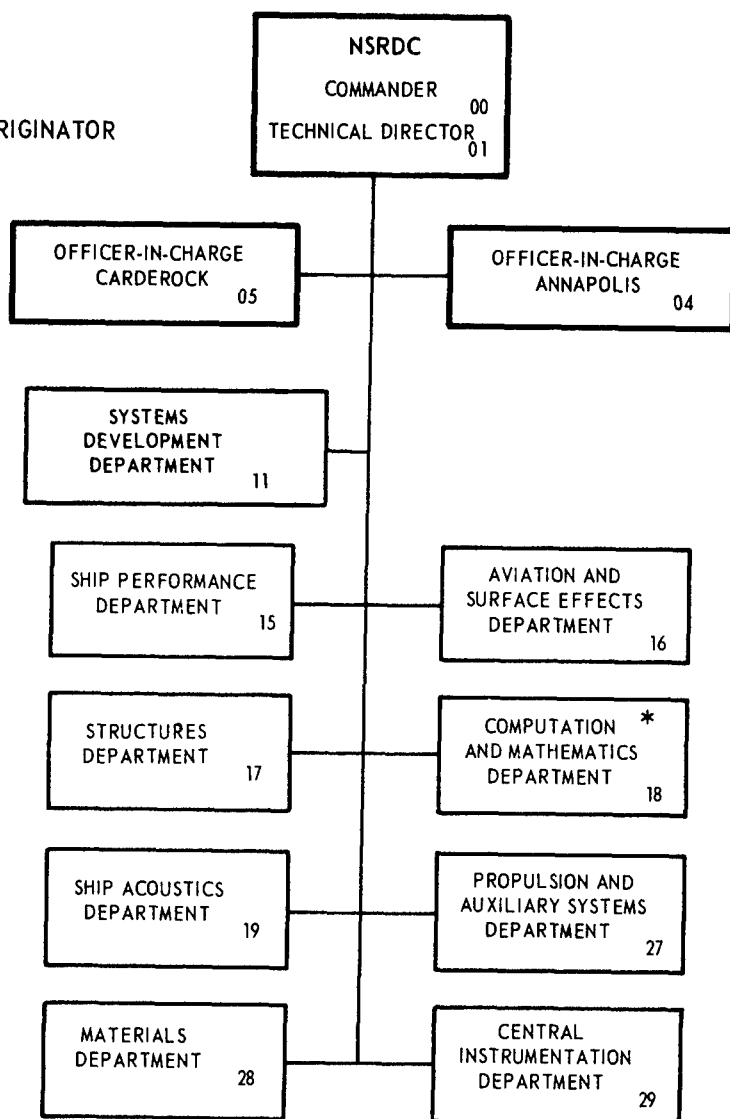 NSRDC
COMMANDER
00
TECHNICAL DIRECTOR
01
RIGINATOR
OFFICER-IN-CHARGE
CARDEROCK
05
OFFICER-IN-CHARGE
ANNAPOLIS
04
SYSTEMS
DEVELOPMENT
DEPARTMENT
11
SHIP PERFORMANCE
DEPARTMENT
15
AVIATION AND
SURFACE EFFECTS
DEPARTMENT
16
STRUCTURES
DEPARTMENT
17
COMPUTATION *
AND MATHEMATICS
DEPARTMENT
18
SHIP ACOUSTICS
DEPARTMENT
19
PROPULSION AND
AUXILIARY SYSTEMS
DEPARTMENT
27
MATERIALS
DEPARTMENT
28
CENTRAL
INSTRUMENTATION
DEPARTMENT
29